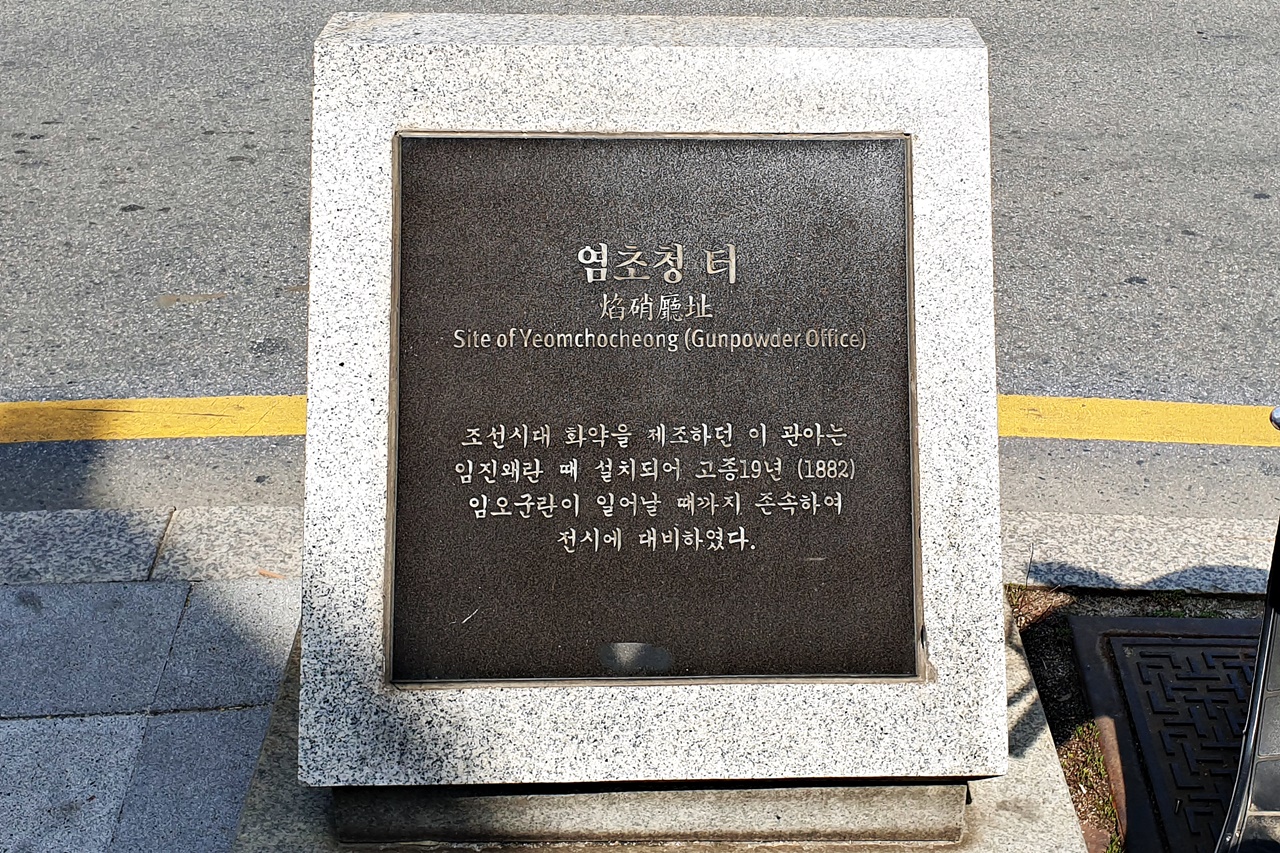 염초청 터
焰硝廳址
Site of Yeomchocheong (Gunpowder Office)
조선시대 화약을 제조하던 이 관아는
임진왜란 때 설치되어 고종19년 (1882)
임오군란이 일어날 때까지 존속하여
전시에 대비하였다.